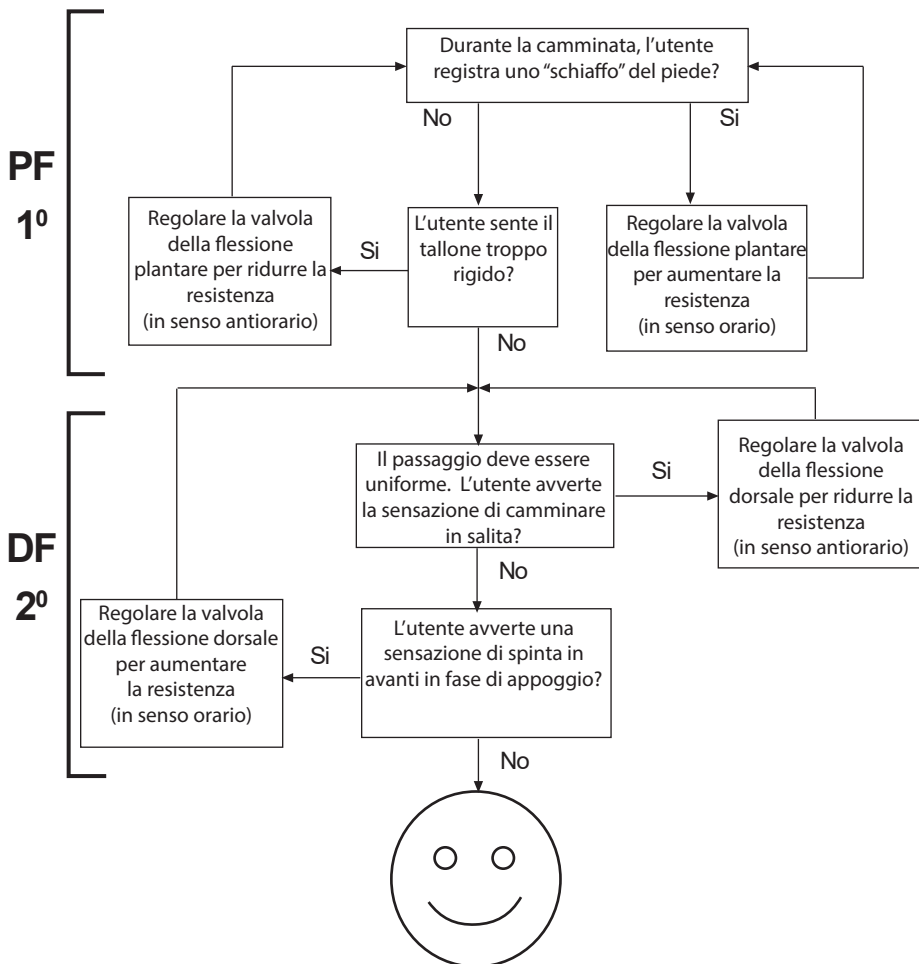 Durante la camminata, l'utente
registra uno “schiaffo” del piede?
No
Si
PF
1⁰
Regolare la valvola
della flessione
plantare per ridurre la
resistenza
(in senso antiorario)
Si
L'utente sente il
tallone troppo
rigido?
Regolare la valvola
della flessione plantare
per aumentare la
resistenza
(in senso orario)
No
DF
2⁰
Il passaggio deve essere
uniforme. L'utente avverte
la sensazione di camminare
in salita?
Si
Regolare la valvola
della flessione
dorsale per ridurre la
resistenza
(in senso antiorario)
No
Regolare la valvola
della flessione dorsale
per aumentare
la resistenza
(in senso orario)
Si
L'utente avverte una
sensazione di spinta in
avanti in fase di appoggio?
No